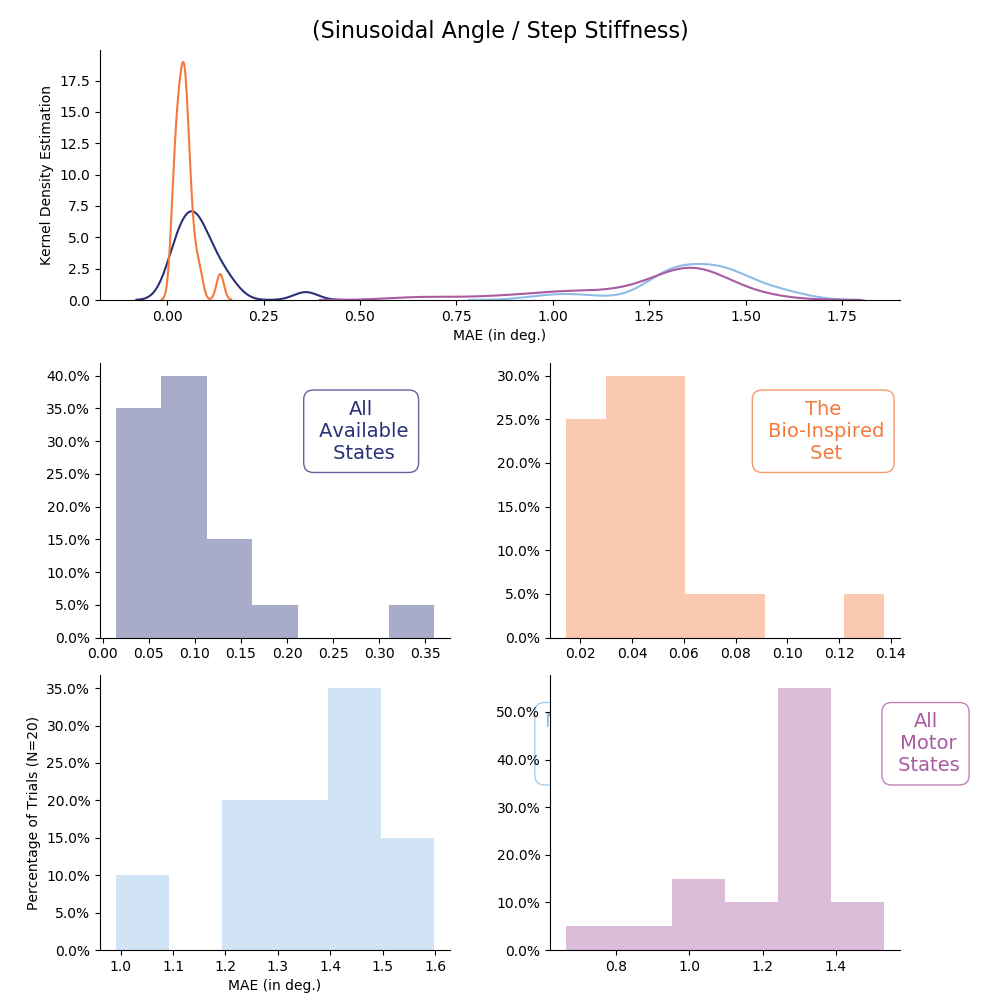 (Sinusoidal Angle / Step Stiffness)
Kernel Density Estimation
17.5
15.0
12.5
10.0
7.5
5.0
2.5
0.0
0.00 0.25 0.50 0.75 1.00 1.25 1.50 1.75
MAE (in deg.)
40.0%
35.0%
30.0%
25.0%
20.0%
15.0%
10.0%
5.0%
0.0%
0.00 0.05 0.10 0.15 0.20 0.25 0.30 0.35
All
Available
States
30.0%
25.0%
20.0%
15.0%
10.0%
5.0%
0.0%
0.02 0.04 0.06 0.08 0.10 0.12 0.14
The
Bio-Inspired
Set
Percentage of Trials (N=20)
35.0%
30.0%
25.0%
20.0%
15.0%
10.0%
5.0%
0.0%
1.0 1.1 1.2 1.3 1.4 1.5 1.6
MAE (in deg.)
50.0%
40.0%
30.0%
20.0%
10.0%
0.0%
0.8 1.0 1.2 1.4
All
Motor
States